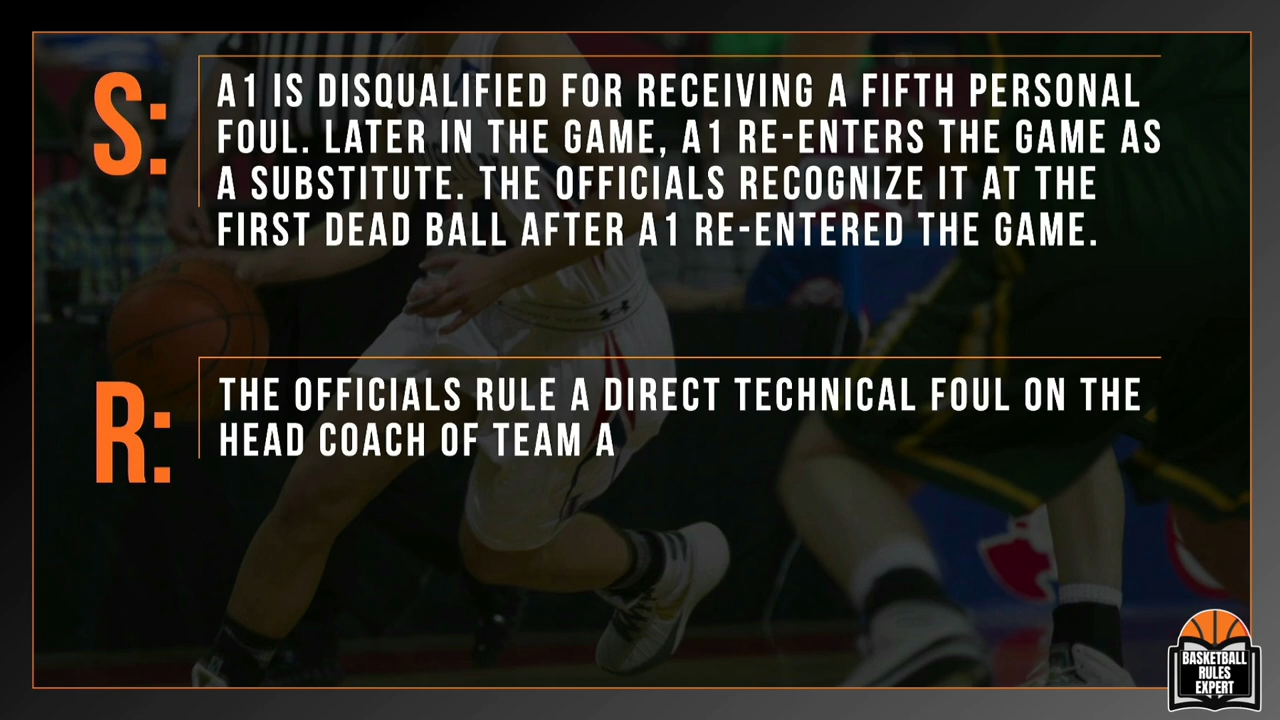 S:
A1 IS DISQUALIFIED FOR RECEIVING A FIFTH PERSONAL
FOUL. LATER IN THE GAME, A1 RE-ENTERS THE GAME AS
A SUBSTITUTE. THE OFFICIALS RECOGNIZE IT AT THE
FIRST DEAD BALL AFTER A1 RE-ENTERED THE GAME.
R:
THE OFFICIALS RULE A DIRECT TECHNICAL FOUL ON THE
HEAD COACH OF TEAM A
BASKETBALL
RULES
EXPERT